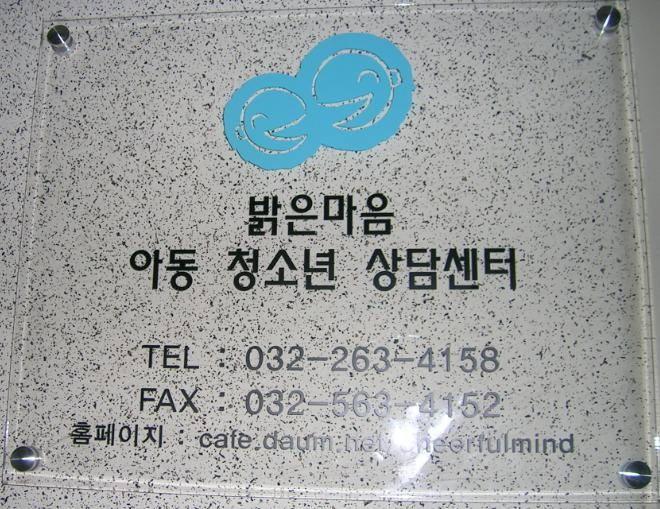 밝은마음
아동 청소년 상담센터
TEL : 032-263-4158
FAX : 032-563-4152
홈페이지 : cafe.daum.net/cheerfulmind